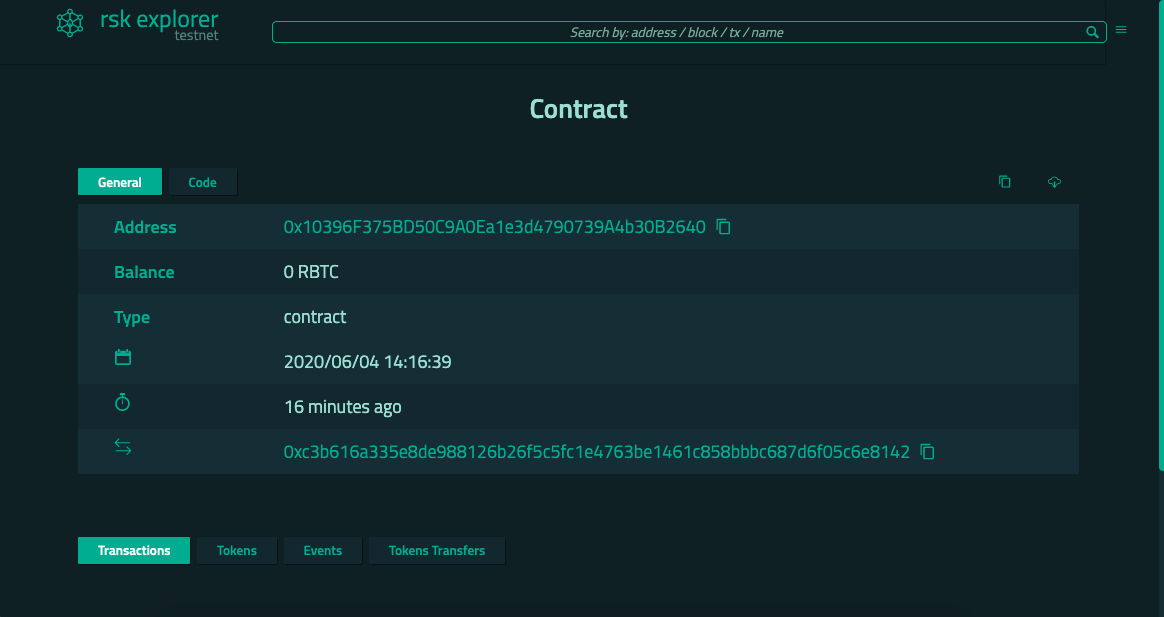 rsk explorer
testnet
Search by: address / block / tx / name
Contract
General Code
Address 0x10396F375BD50C9A0Ea1e3d4790739A4b30B2640
Balance 0 RBTC
Type contract
2020/06/04 14:16:39
16 minutes ago
0xc3b616a335e8de988126b26f5c5fc1e4763be1461c858bbbc687d6f05c6e8142
Transactions Tokens Events Tokens Transfers